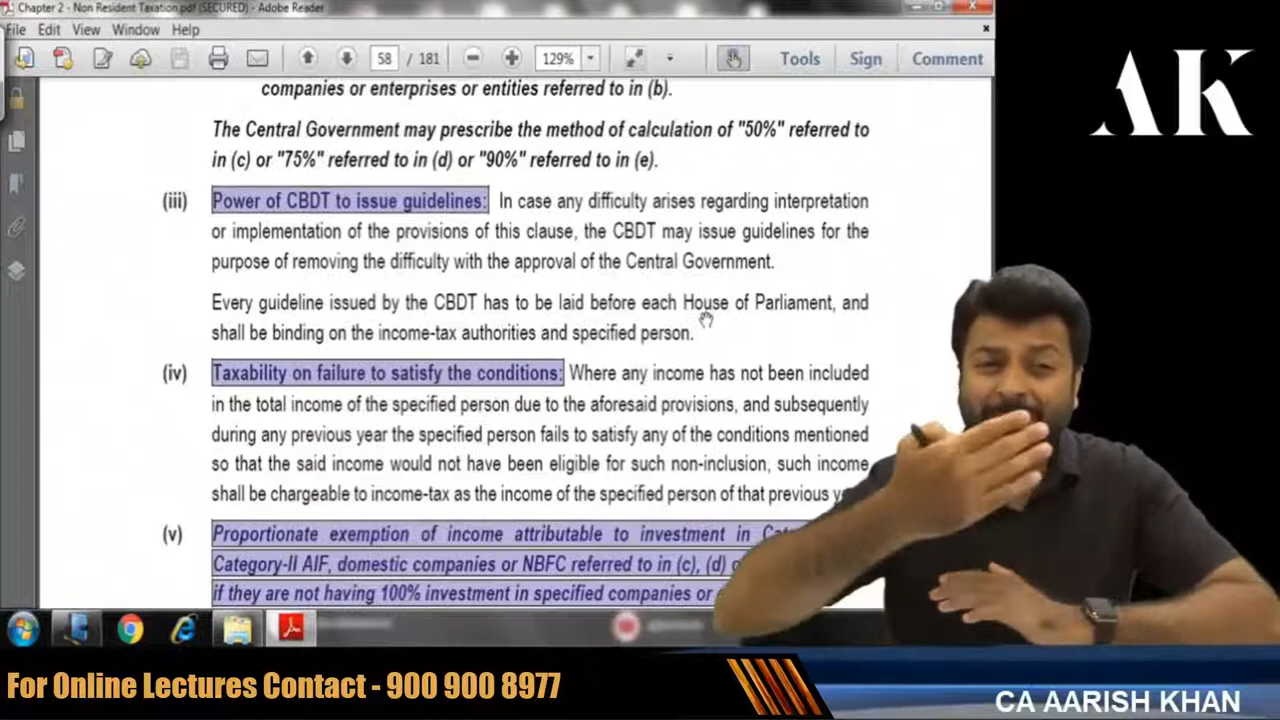 Chapter 2 - Non Resident Taxation.pdf (SECURED) - Adobe Reader
File Edit View Window Help
58 / 181 129% Tools Sign Comment
AK
companies or enterprises or entities referred to in (b).
The Central Government may prescribe the method of calculation of "50%" referred to
in (c) or "75%" referred to in (d) or "90%" referred to in (e).
(iii) Power of CBDT to issue guidelines: In case any difficulty arises regarding interpretation
or implementation of the provisions of this clause, the CBDT may issue guidelines for the
purpose of removing the difficulty with the approval of the Central Government.
Every guideline issued by the CBDT has to be laid before each House of Parliament, and
shall be binding on the income-tax authorities and specified person.
(iv) Taxability on failure to satisfy the conditions: Where any income has not been included
in the total income of the specified person due to the aforesaid provisions, and subsequently
during any previous year the specified person fails to satisfy any of the conditions mentioned
so that the said income would not have been eligible for such non-inclusion, such income
shall be chargeable to income-tax as the income of the specified person of that previous
(v) Proportionate exemption of income attributable to investment in
Category-II AIF, domestic companies or NBFC referred to in (c), (d)
if they are not having 100% investment in specified companies or
For Online Lectures Contact - 900 900 8977
CA AARISH KHAN